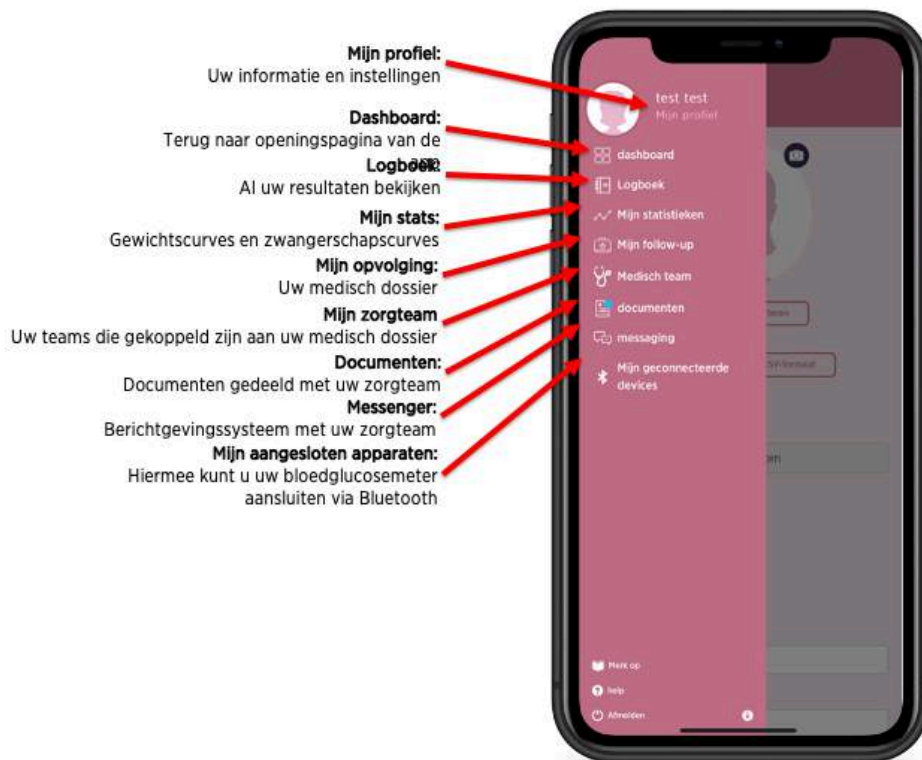 Mijn profiel:
Uw informatie en instellingen
Dashboard:
Terug naar openingspagina van de
Logboek:
Al uw resultaten bekijken
Mijn stats:
Gewichtscurves en zwangerschapscurves
Mijn opvolging:
Uw medisch dossier
Mijn zorgteam
Uw teams die gekoppeld zijn aan uw medisch dossier
Documenten:
Documenten gedeeld met uw zorgteam
Messenger:
Berichtgevingssysteem met uw zorgteam
Mijn aangesloten apparaten:
Hiermee kunt u uw bloedglucosemeter
aansluiten via Bluetooth
test test
Mijn profiel
dashboard
Logboek
Mijn statistieken
Mijn follow-up
Medisch team
documenten
messaging
Mijn geconnecteerde
devices
Merk op
help
Afmelden